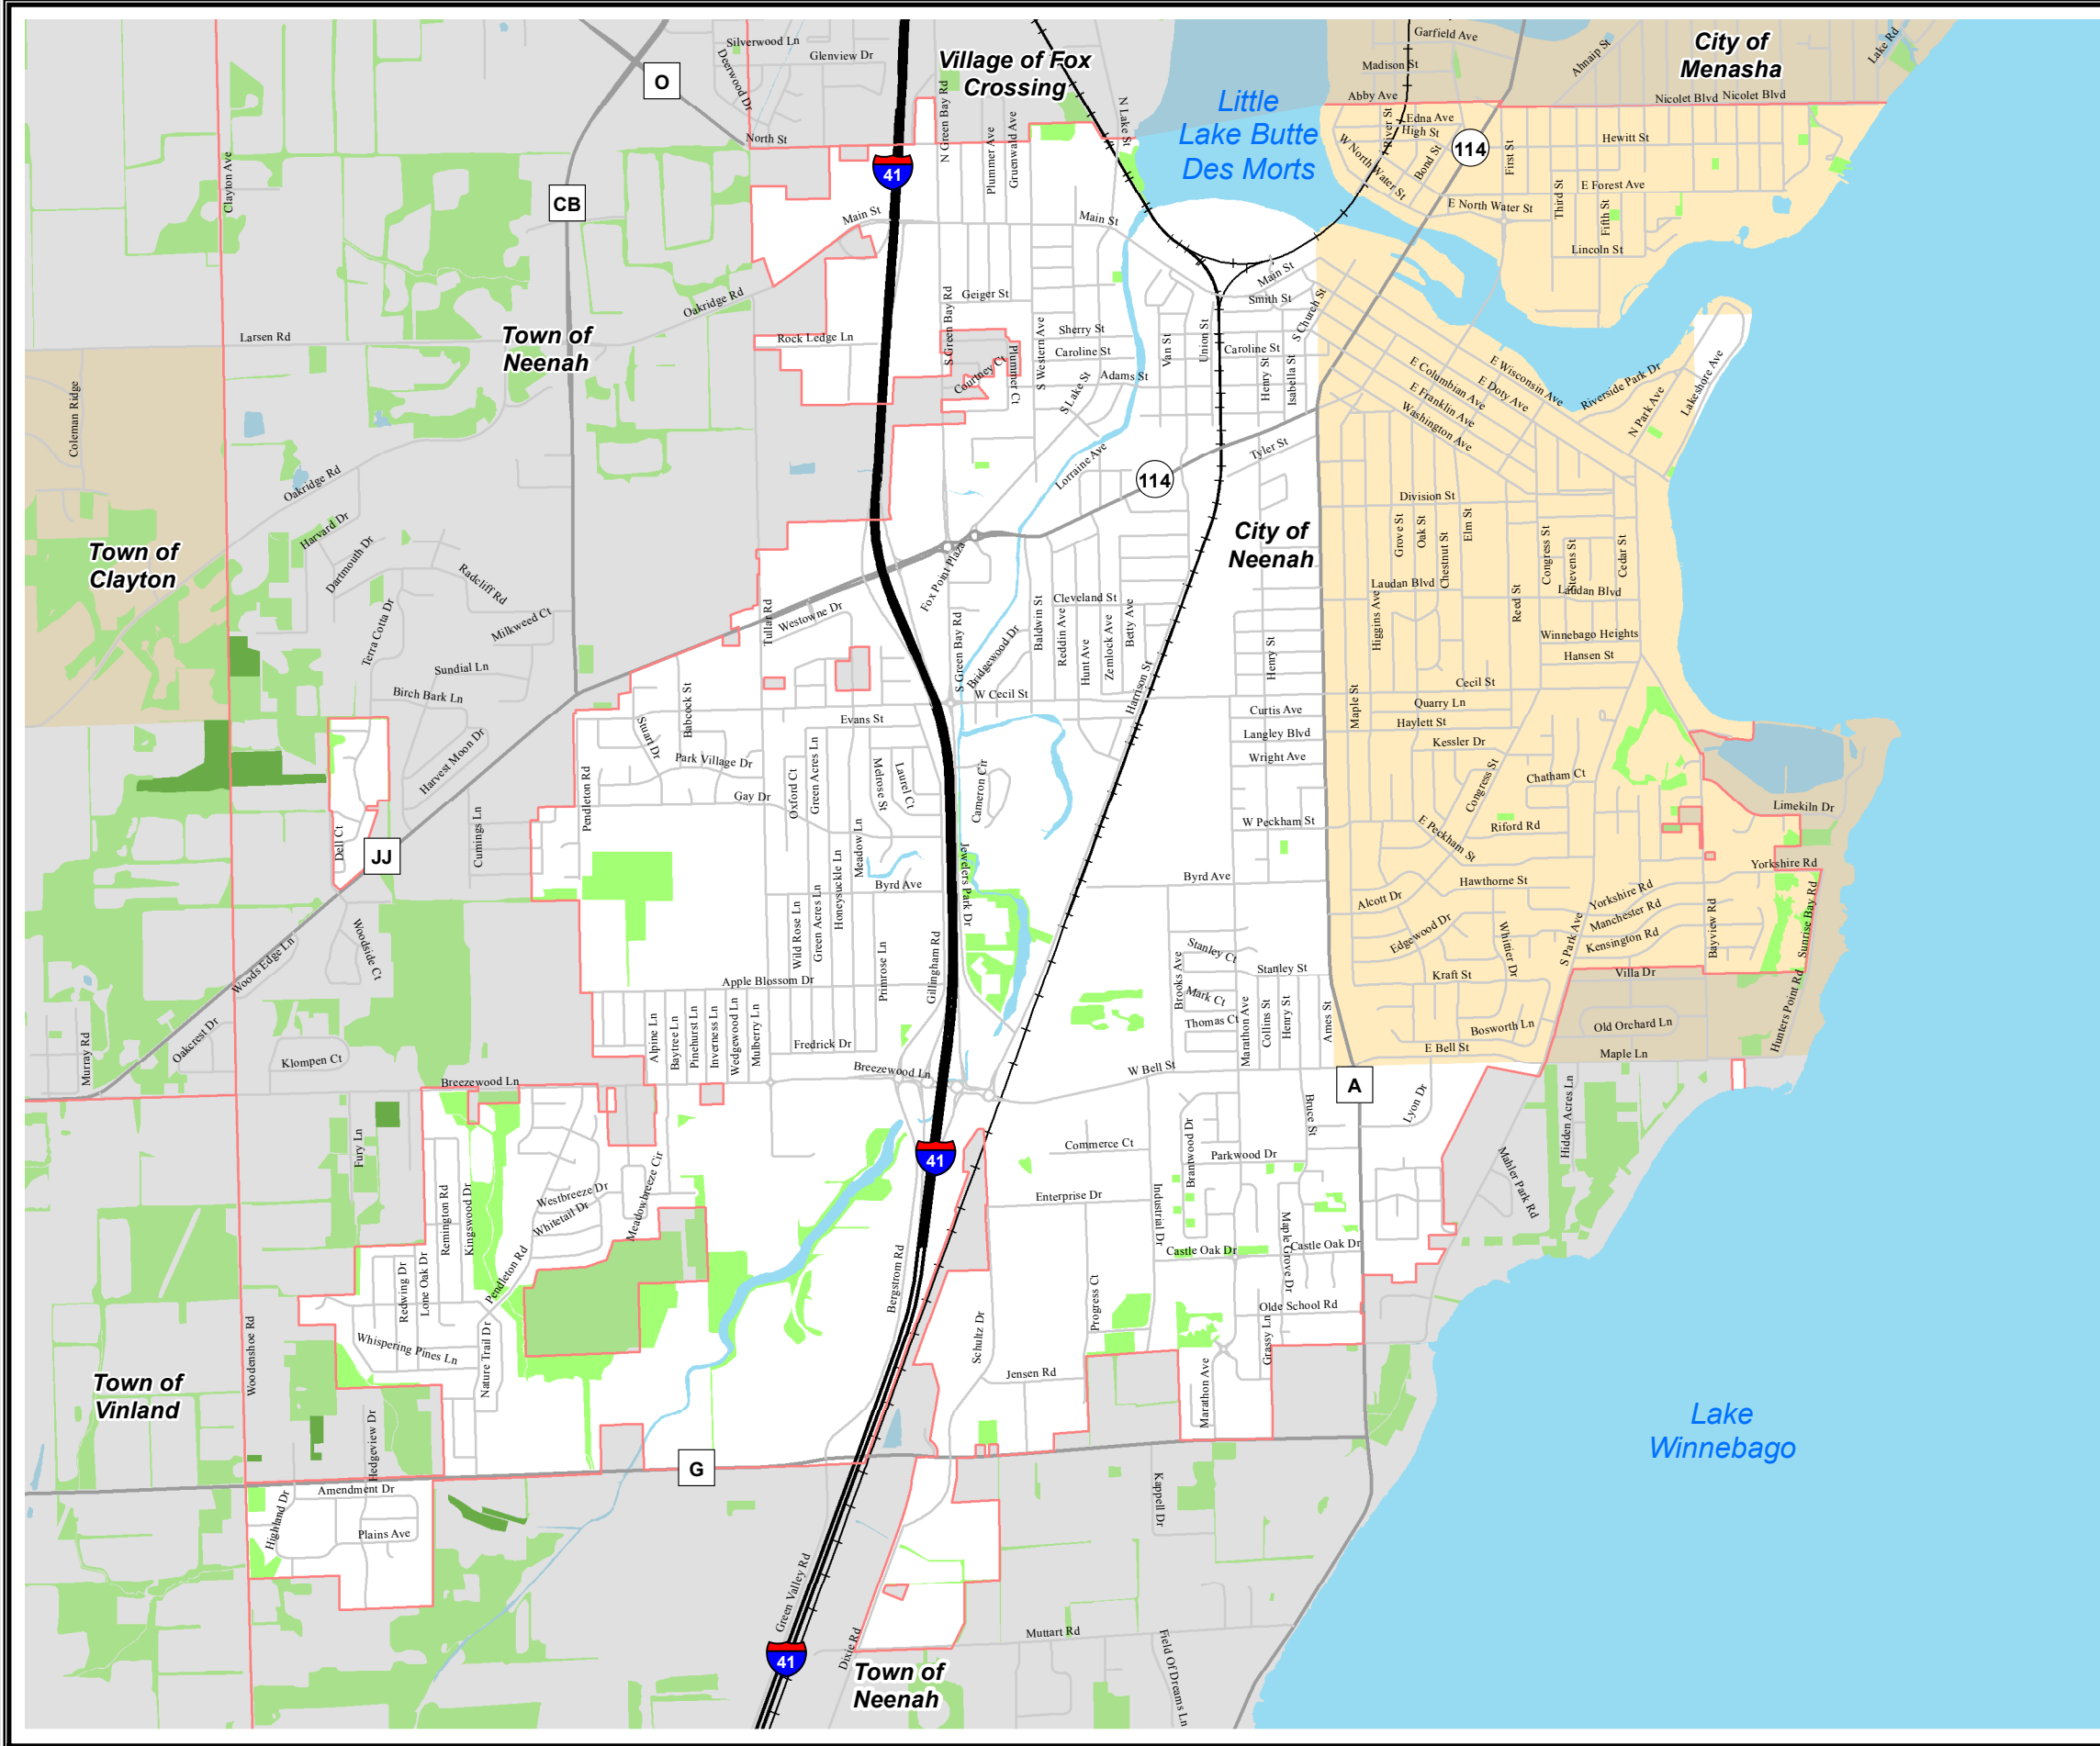 Silverwood Ln
Glenview Dr
Deerwood Dr
O
North St
Village of Fox
Crossing
N Green Bay Rd
Plummer Ave
Gruenwald Ave
N Lake St
Little
Lake Butte
Des Morts
Garfield Ave
Madison St
Abby Ave
Ahnaip St
City of
Menasha
Lake Rd
Nicolet Blvd
Nicolet Blvd
Edna Ave
High St
River St
Bond St
W North Water St
114
First St
Hewitt St
E Forest Ave
Third St
Fifth St
E North Water St
Lincoln St
Clayton Ave
CB
41
Main St
Main St
Main St
Smith St
S Church St
Geiger St
Oakridge Rd
Larsen Rd
Town of
Neenah
Rock Ledge Ln
S Green Bay Rd
Courtney Ct
Plummer Ct
S Western Ave
Sherry St
Caroline St
Adams St
S Lake St
Van St
Union St
Caroline St
Henry St
Isabella St
E Wisconsin Ave
E Columbian Ave
E Doty Ave
E Franklin Ave
Washington Ave
Riverside Park Dr
N Park Ave
Lakeshore Ave
Coleman Ridge
Oakridge Rd
Harvard Dr
Dartmouth Dr
Radcliff Rd
Milkweed Ct
Terra Cotta Dr
Sundial Ln
Birch Bark Ln
Harvest Moon Dr
Town of
Clayton
Lorraine Ave
114
Tyler St
City of
Neenah
Division St
Grove St
Oak St
Chestnut St
Elm St
Congress St
Stevens St
Cedar St
Laudan Blvd
Laudan Blvd
Higgins Ave
Reed St
Winnebago Heights
Hansen St
Fox Point Plaza
Tullar Rd
Westowne Dr
S Green Bay Rd
Bridgewood Dr
Baldwin St
Cleveland St
Reddin Ave
Hunt Ave
Zemlock Ave
Betty Ave
Harrison St
Henry St
W Cecil St
Cecil St
Maple St
Quarry Ln
Haylett St
Kessler Dr
Curtis Ave
Langley Blvd
Wright Ave
Chatham Ct
Congress St
Limekiln Dr
Stuart Dr
Babcock St
Evans St
Park Village Dr
Gay Dr
Pendleton Rd
Oxford Ct
Green Acres Ln
Melrose St
Laurel Ct
Cameron Cir
Meadow Ln
Dell Ct
JJ
Cumings Ln
W Peckham St
E Peckham St
Riford Rd
Yorkshire Rd
Byrd Ave
Byrd Ave
Jewelers Park Dr
Honeysuckle Ln
Green Acres Ln
Wild Rose Ln
Primrose Ln
Gillingham Rd
Hawthorne St
Alcott Dr
Edgewood Dr
Whittier Dr
Yorkshire Rd
Manchester Rd
Kensington Rd
S Park Ave
Bayview Rd
Sunrise Bay Rd
Hunters Point Rd
Woods Edge Ln
Woodside Ct
Apple Blossom Dr
Stanley Ct
Stanley St
Brooks Ave
Mark Ct
Thomas Ct
Marathon Ave
Collins St
Henry St
Ames St
Kraft St
Villa Dr
Bosworth Ln
Old Orchard Ln
E Bell St
Maple Ln
Murray Rd
Oakcrest Dr
Klompen Ct
Alpine Ln
Baytree Ln
Pinehurst Ln
Inverness Ln
Wedgewood Ln
Mulberry Ln
Fredrick Dr
Breezewood Ln
Breezewood Ln
W Bell St
A
Lyon Dr
Bruce St
Hidden Acres Ln
Mahler Park Rd
Fury Ln
Remington Rd
Kingswood Dr
Westbreeze Dr
Whitetail Dr
Meadowbreeze Cir
Pendleton Rd
41
Commerce Ct
Enterprise Dr
Industrial Dr
Brantwood Dr
Parkwood Dr
Castle Oak Dr
Castle Oak Dr
Maple Grove Dr
Olde School Rd
Grassy Ln
Marathon Ave
Progress Ct
Schultz Dr
Jensen Rd
Bergstrom Rd
Redwing Dr
Lone Oak Dr
Whispering Pines Ln
Nature Trail Dr
Woodenshoe Rd
Hedgeview Dr
Town of
Vinland
G
Amendment Dr
Highland Dr
Plains Ave
Lake
Winnebago
Kappell Dr
Green Valley Rd
41
Dixie Rd
Town of
Neenah
Muttart Rd
Field Of Dreams Ln